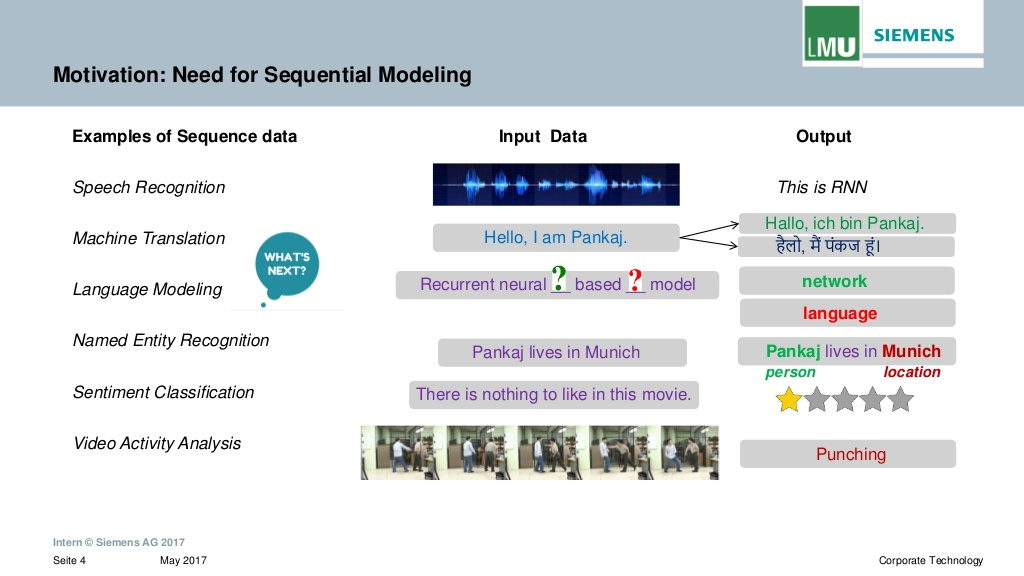 LMU SIEMENS
Motivation: Need for Sequential Modeling
Examples of Sequence data Input Data Output
Speech Recognition This is RNN
Machine Translation Hello, I am Pankaj. Hallo, ich bin Pankaj.
हैलो, मैं पंकज हूं।
WHAT'S
NEXT?
Language Modeling Recurrent neural ? based ? model network
language
Named Entity Recognition Pankaj lives in Munich Pankaj lives in Munich
person location
Sentiment Classification There is nothing to like in this movie.
Video Activity Analysis Punching
Intern © Siemens AG 2017
Seite 4 May 2017 Corporate Technology